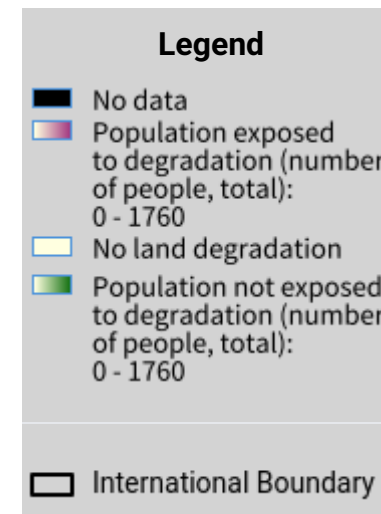 Legend
No data
Population exposed
to degradation (number
of people, total):
0 - 1760
No land degradation
Population not exposed
to degradation (number
of people, total):
0 - 1760
International Boundary